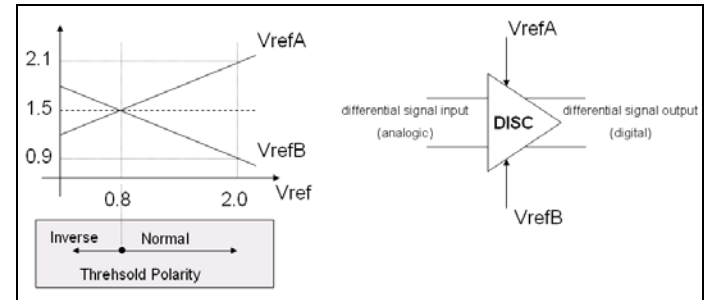 VrefA
2.1
1.5
0.9
VrefB
Vref
0.8
2.0
Inverse
Normal
Threhsold Polarity
VrefA
differential signal input
(analogic)
DISC
differential signal output
(digital)
VrefB